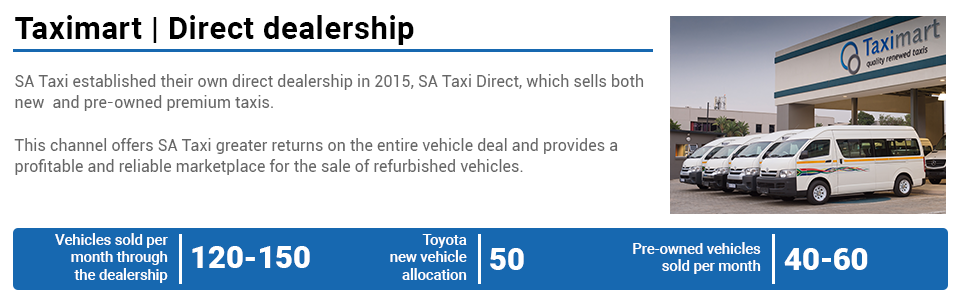 Taximart | Direct dealership
SA Taxi established their own direct dealership in 2015, SA Taxi Direct, which sells both
new  and pre-owned premium taxis.
This channel offers SA Taxi greater returns on the entire vehicle deal and provides a
profitable and reliable marketplace for the sale of refurbished vehicles.
Taximart
quality renewed taxis
Vehicles sold per
month through
the dealership
120-150
Toyota
new vehicle
allocation
50
Pre-owned vehicles
sold per month
40-60